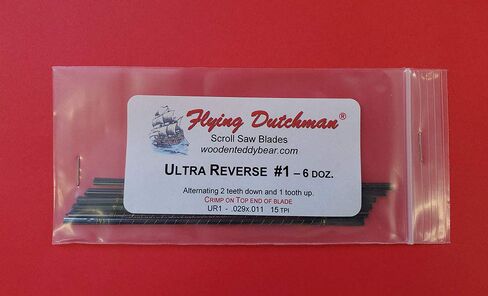 Flying Dutchman®
Scroll Saw Blades
woodenteddybear.com
ULTRA REVERSE #1 – 6 DOZ.
Alternating 2 teeth down and 1 tooth up.
CRIMP ON TOP END OF BLADE
UR1 - .029x.011 15 TPI